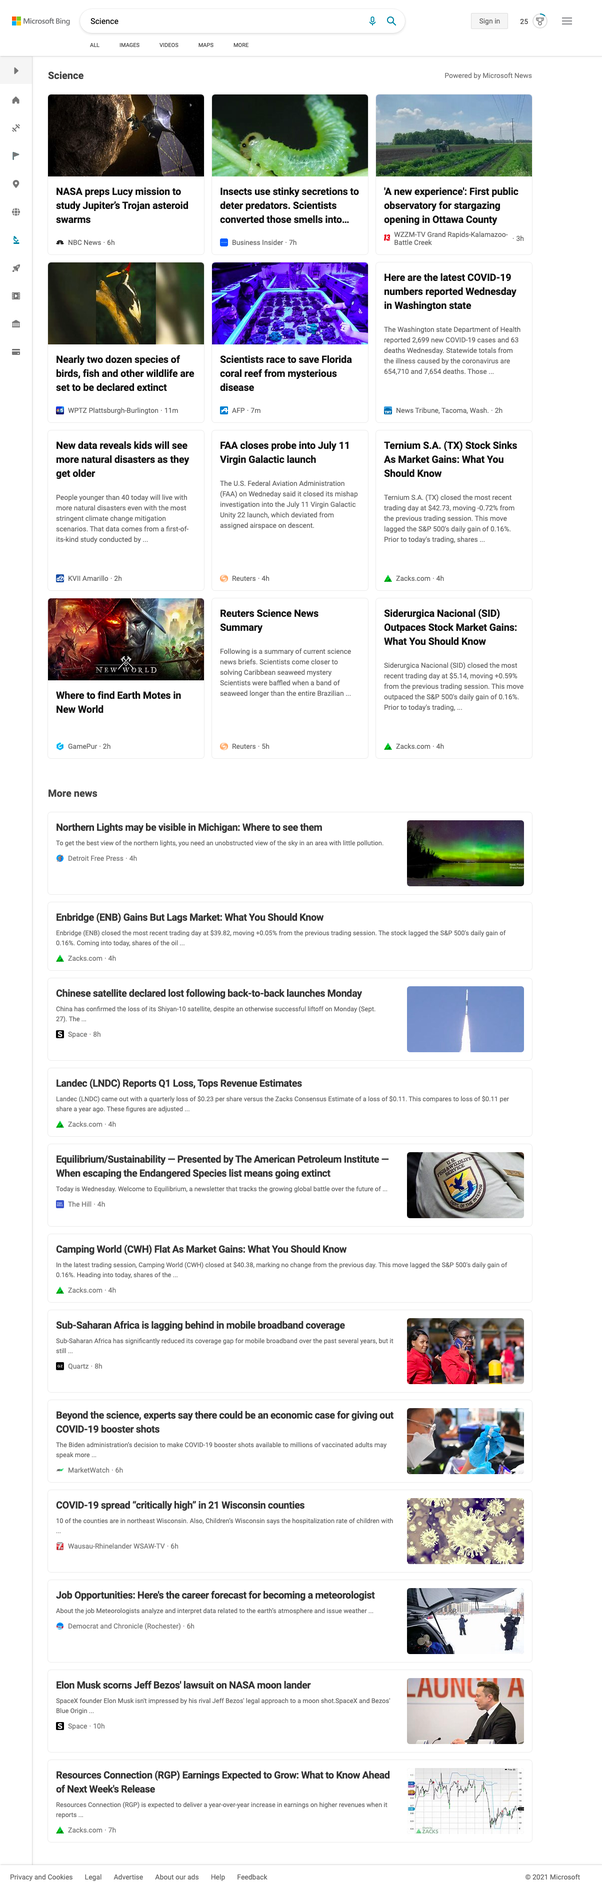 Microsoft Bing
Science
Sign in
25
ALL
IMAGES
VIDEOS
MAPS
MORE
Science
Powered by Microsoft News
NASA preps Lucy mission to
study Jupiter's Trojan asteroid
swarms
NBC News · 6h
Insects use stinky secretions to
deter predators. Scientists
converted those smells into...
Business Insider · 7h
'A new experience': First public
observatory for stargazing
opening in Ottawa County
WZZM-TV Grand Rapids-Kalamazoo-
Battle Creek · 3h
Nearly two dozen species of
birds, fish and other wildlife are
set to be declared extinct
WPTZ Plattsburgh-Burlington · 11m
Scientists race to save Florida
coral reef from mysterious
disease
AFP · 7m
Here are the latest COVID-19
numbers reported Wednesday
in Washington state
The Washington state Department of Health
reported 2,699 new COVID-19 cases and 63
deaths Wednesday. Statewide totals from
the illness caused by the coronavirus are
654,710 and 7,654 deaths. Those ...
News Tribune, Tacoma, Wash. · 2h
New data reveals kids will see
more natural disasters as they
get older
People younger than 40 today will live with
more natural disasters even with the most
stringent climate change mitigation
scenarios. That data comes from a first-of-
its-kind study conducted by ...
KVII Amarillo · 2h
FAA closes probe into July 11
Virgin Galactic launch
The U.S. Federal Aviation Administration
(FAA) on Wednesday said it closed its mishap
investigation into the July 11 Virgin Galactic
Unity 22 launch, which deviated from
assigned airspace on descent.
Reuters · 4h
Ternium S.A. (TX) Stock Sinks
As Market Gains: What You
Should Know
Ternium S.A. (TX) closed the most recent
trading day at $42.73, moving -0.72% from
the previous trading session. This move
lagged the S&P 500's daily gain of 0.16%.
Prior to today's trading, shares ...
Zacks.com · 4h
NEW WORLD
Where to find Earth Motes in
New World
GamePur · 2h
Reuters Science News
Summary
Following is a summary of current science
news briefs. Scientists come closer to
solving Caribbean seaweed mystery
Scientists were baffled when a band of
seaweed longer than the entire Brazilian ...
Reuters · 5h
Siderurgica Nacional (SID)
Outpaces Stock Market Gains:
What You Should Know
Siderurgica Nacional (SID) closed the most
recent trading day at $5.14, moving +0.59%
from the previous trading session. This move
outpaced the S&P 500's daily gain of 0.16%.
Prior to today's trading, ...
Zacks.com · 4h
More news
Northern Lights may be visible in Michigan: Where to see them
To get the best view of the northern lights, you need an unobstructed view of the sky in an area with little pollution.
Detroit Free Press · 4h
Enbridge (ENB) Gains But Lags Market: What You Should Know
Enbridge (ENB) closed the most recent trading day at $39.82, moving +0.05% from the previous trading session. The stock lagged the S&P 500's daily gain of
0.16%. Coming into today, shares of the oil ...
Zacks.com · 4h
Chinese satellite declared lost following back-to-back launches Monday
China has confirmed the loss of its Shiyan-10 satellite, despite an otherwise successful liftoff on Monday (Sept.
27). The ...
Space · 8h
Landec (LNDC) Reports Q1 Loss, Tops Revenue Estimates
Landec (LNDC) came out with a quarterly loss of $0.23 per share versus the Zacks Consensus Estimate of a loss of $0.11. This compares to loss of $0.11 per
share a year ago. These figures are adjusted ...
Zacks.com · 4h
Equilibrium/Sustainability — Presented by The American Petroleum Institute —
When escaping the Endangered Species list means going extinct
Today is Wednesday. Welcome to Equilibrium, a newsletter that tracks the growing global battle over the future of ...
The Hill · 4h
Camping World (CWH) Flat As Market Gains: What You Should Know
In the latest trading session, Camping World (CWH) closed at $40.38, marking no change from the previous day. This move lagged the S&P 500's daily gain of
0.16%. Heading into today, shares of the ...
Zacks.com · 4h
Sub-Saharan Africa is lagging behind in mobile broadband coverage
Sub-Saharan Africa has significantly reduced its coverage gap for mobile broadband over the past several years, but it
still ...
Quartz · 8h
Beyond the science, experts say there could be an economic case for giving out
COVID-19 booster shots
The Biden administration's decision to make COVID-19 booster shots available to millions of vaccinated adults may
speak more ...
MarketWatch · 6h
COVID-19 spread "critically high" in 21 Wisconsin counties
10 of the counties are in northeast Wisconsin. Also, Children's Wisconsin says the hospitalization rate of children with
...
Wausau-Rhinelander WSAW-TV · 6h
Job Opportunities: Here's the career forecast for becoming a meteorologist
About the job Meteorologists analyze and interpret data related to the earth's atmosphere and issue weather ...
Democrat and Chronicle (Rochester) · 6h
Elon Musk scorns Jeff Bezos' lawsuit on NASA moon lander
SpaceX founder Elon Musk isn't impressed by his rival Jeff Bezos' legal approach to a moon shot.SpaceX and Bezos'
Blue Origin ...
Space · 10h
LAUNCH A
Resources Connection (RGP) Earnings Expected to Grow: What to Know Ahead
of Next Week's Release
Resources Connection (RGP) is expected to deliver a year-over-year increase in earnings on higher revenues when it
reports ...
Zacks.com · 7h
ZACKS
Privacy and Cookies
Legal
Advertise
About our ads
Help
Feedback
© 2021 Microsoft